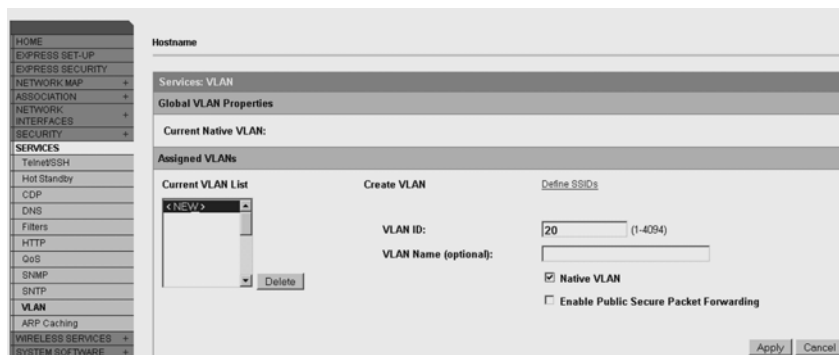 HOME
EXPRESS SET-UP
EXPRESS SECURITY
NETWORK MAP +
ASSOCIATION +
NETWORK
INTERFACES +
SECURITY +
SERVICES
Telnet/SSH
Hot Standby
CDP
DNS
Filters
HTTP
QoS
SNMP
SNTP
VLAN
ARP Caching
WIRELESS SERVICES +
SYSTEM SOFTWARE +
Hostname
Services: VLAN
Global VLAN Properties
Current Native VLAN:
Assigned VLANs
Current VLAN List
<NEW>
Delete
Create VLAN
Define SSIDs
VLAN ID: 20 (1-4094)
VLAN Name (optional):
Native VLAN
Enable Public Secure Packet Forwarding
Apply
Cancel